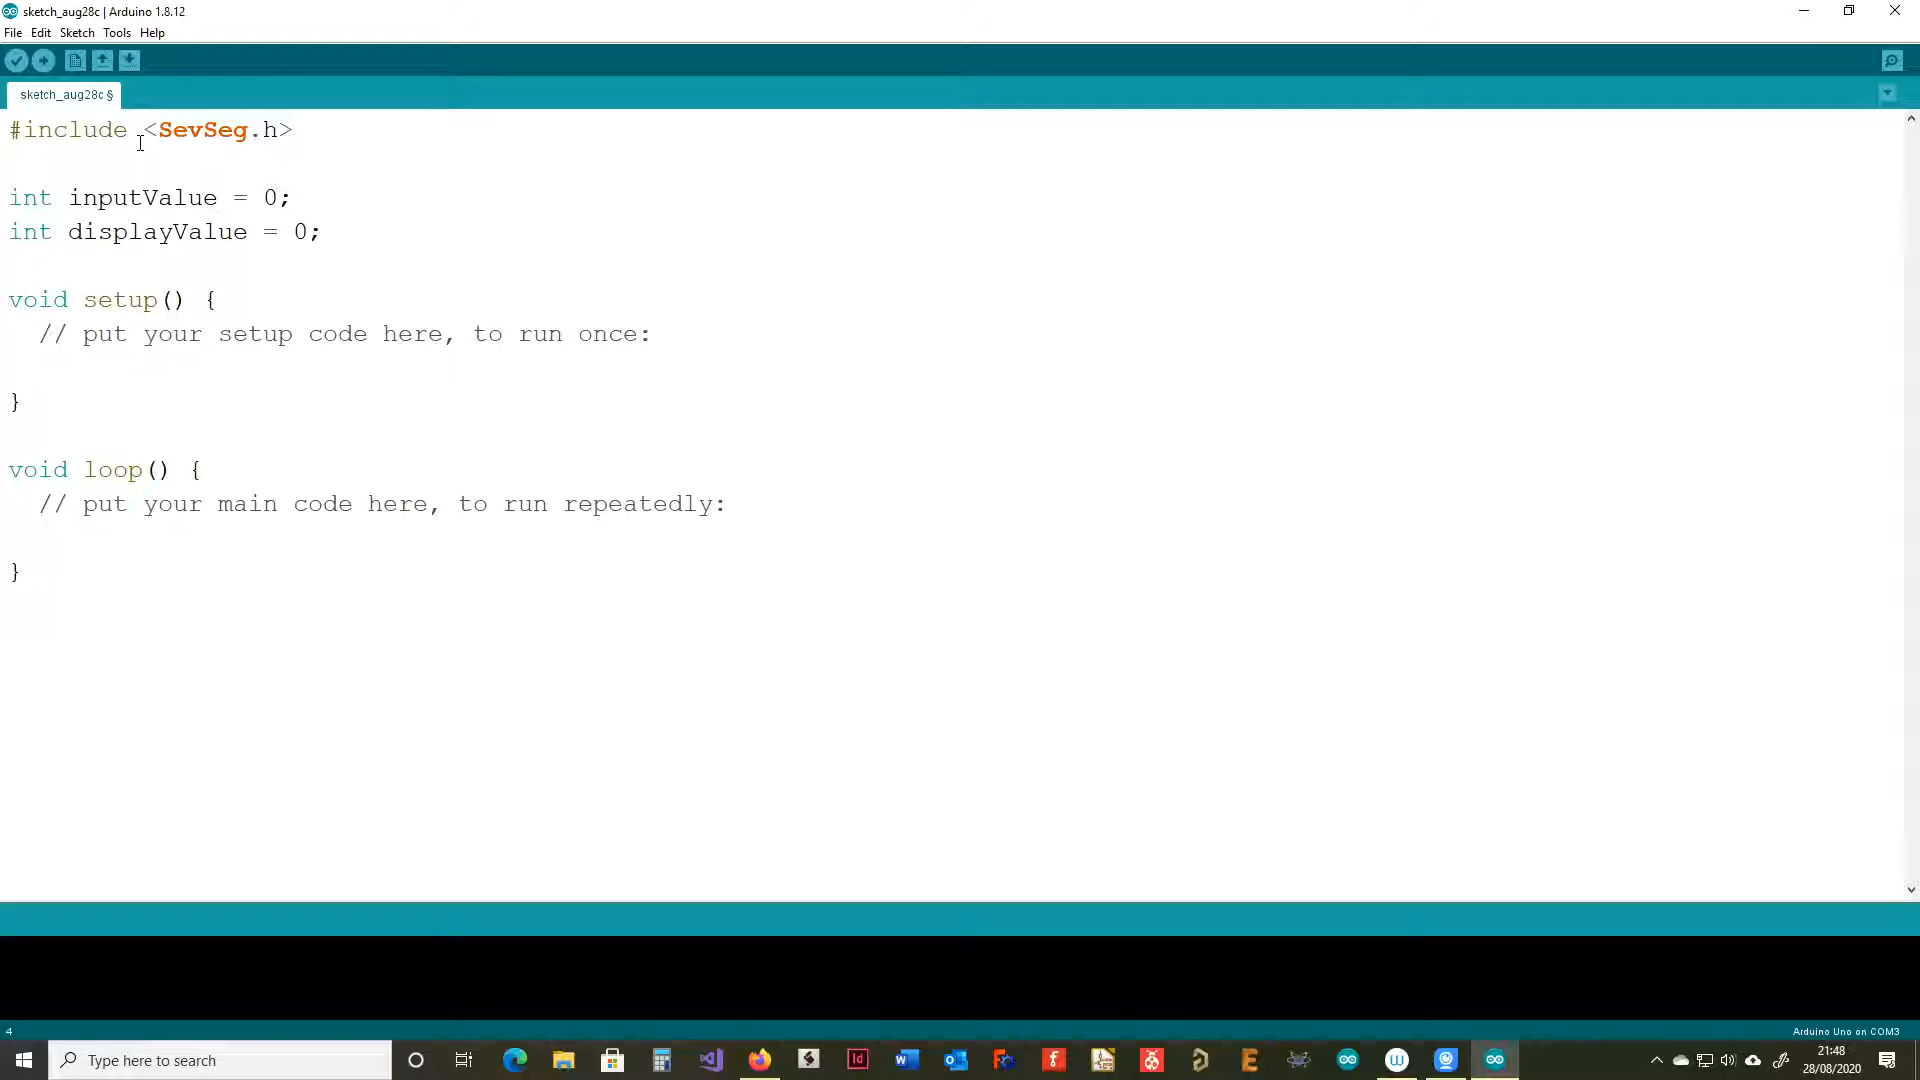 sketch_aug28c | Arduino 1.8.12
File Edit Sketch Tools Help
sketch_aug28c §
#include <SevSeg.h>
int inputValue = 0;
int displayValue = 0;
void setup() {
  // put your setup code here, to run once:
}
void loop() {
  // put your main code here, to run repeatedly:
}
4
Arduino Uno on COM3
Type here to search
21:48
28/08/2020